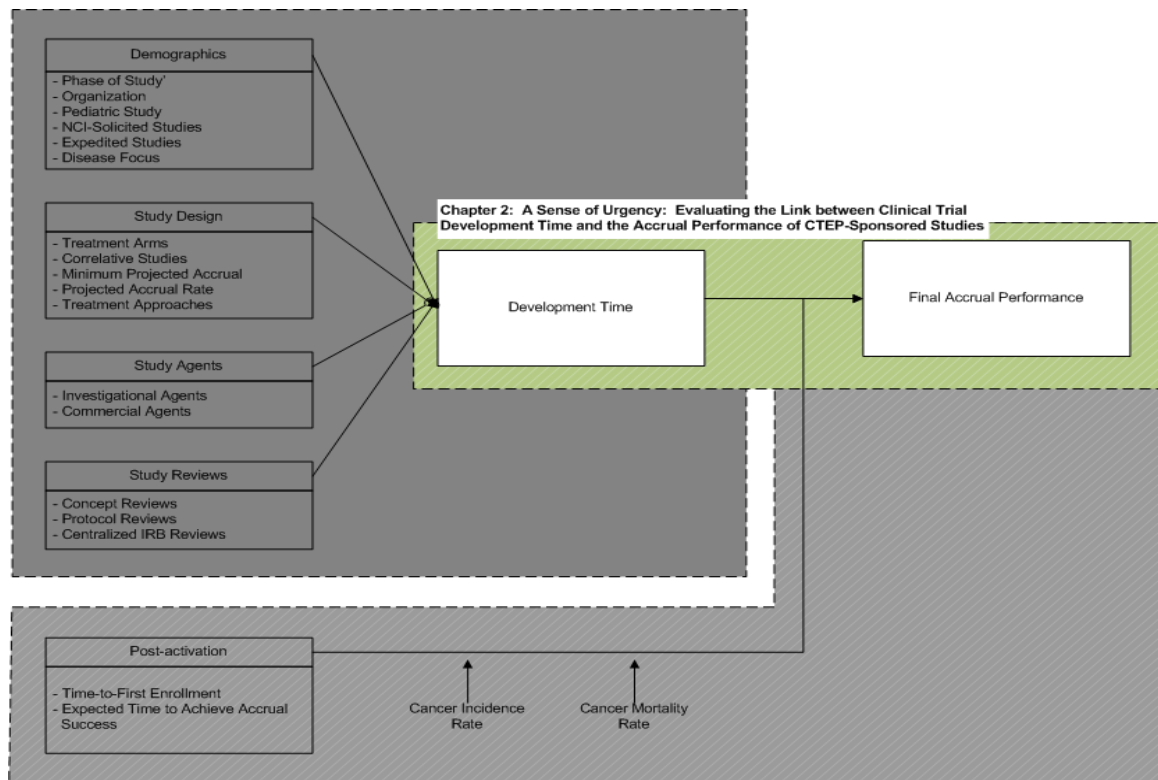 Demographics
- Phase of Study'
- Organization
- Pediatric Study
- NCI-Solicited Studies
- Expedited Studies
- Disease Focus
Study Design
- Treatment Arms
- Correlative Studies
- Minimum Projected Accrual
- Projected Accrual Rate
- Treatment Approaches
Study Agents
- Investigational Agents
- Commercial Agents
Study Reviews
- Concept Reviews
- Protocol Reviews
- Centralized IRB Reviews
Chapter 2: A Sense of Urgency: Evaluating the Link between Clinical Trial
Development Time and the Accrual Performance of CTEP-Sponsored Studies
Development Time
Final Accrual Performance
Post-activation
- Time-to-First Enrollment
- Expected Time to Achieve Accrual
Success
Cancer Incidence
Rate
Cancer Mortality
Rate